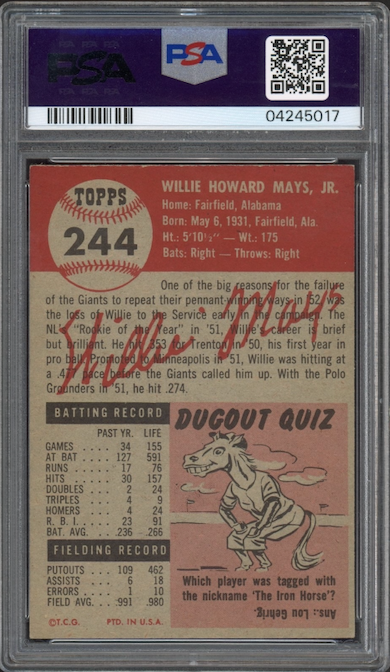 PSA
PSA
04245017
TOPPS
244
WILLIE HOWARD MAYS, JR.
Home: Fairfield, Alabama
Born: May 6, 1931, Fairfield, Ala.
Ht.: 5'10½" — Wt.: 175
Bats: Right — Throws: Right
One of the big reasons for the failure
of the Giants to repeat their pennant-winning ways in '52, was
the loss of Willie to the Service early in the campaign. The
NL's "Rookie of the Year" in '51, Willie's career is brief
but brilliant. He hit .353 for Trenton in '50, his first year in
pro ball. Promoted to Minneapolis in '51, Willie was hitting at
a .477 pace before the Giants called him up. With the Polo
Grounders in '51, he hit .274.
Willie Mays
BATTING RECORD
PAST YR. LIFE
GAMES .... 34 155
AT BAT .... 127 591
RUNS .... 17 76
HITS .... 30 157
DOUBLES ... 2 24
TRIPLES .... 4 9
HOMERS .... 4 24
R. B. I. .... 23 91
BAT. AVG. .. .236 .266
FIELDING RECORD
PUTOUTS ... 109 462
ASSISTS .... 6 18
ERRORS .... 1 10
FIELD AVG. .. .991 .980
©T.C.G. PTD. IN U.S.A.
DUGOUT QUIZ
Which player was tagged with
the nickname 'The Iron Horse'?
Ans.: Lou Gehrig.